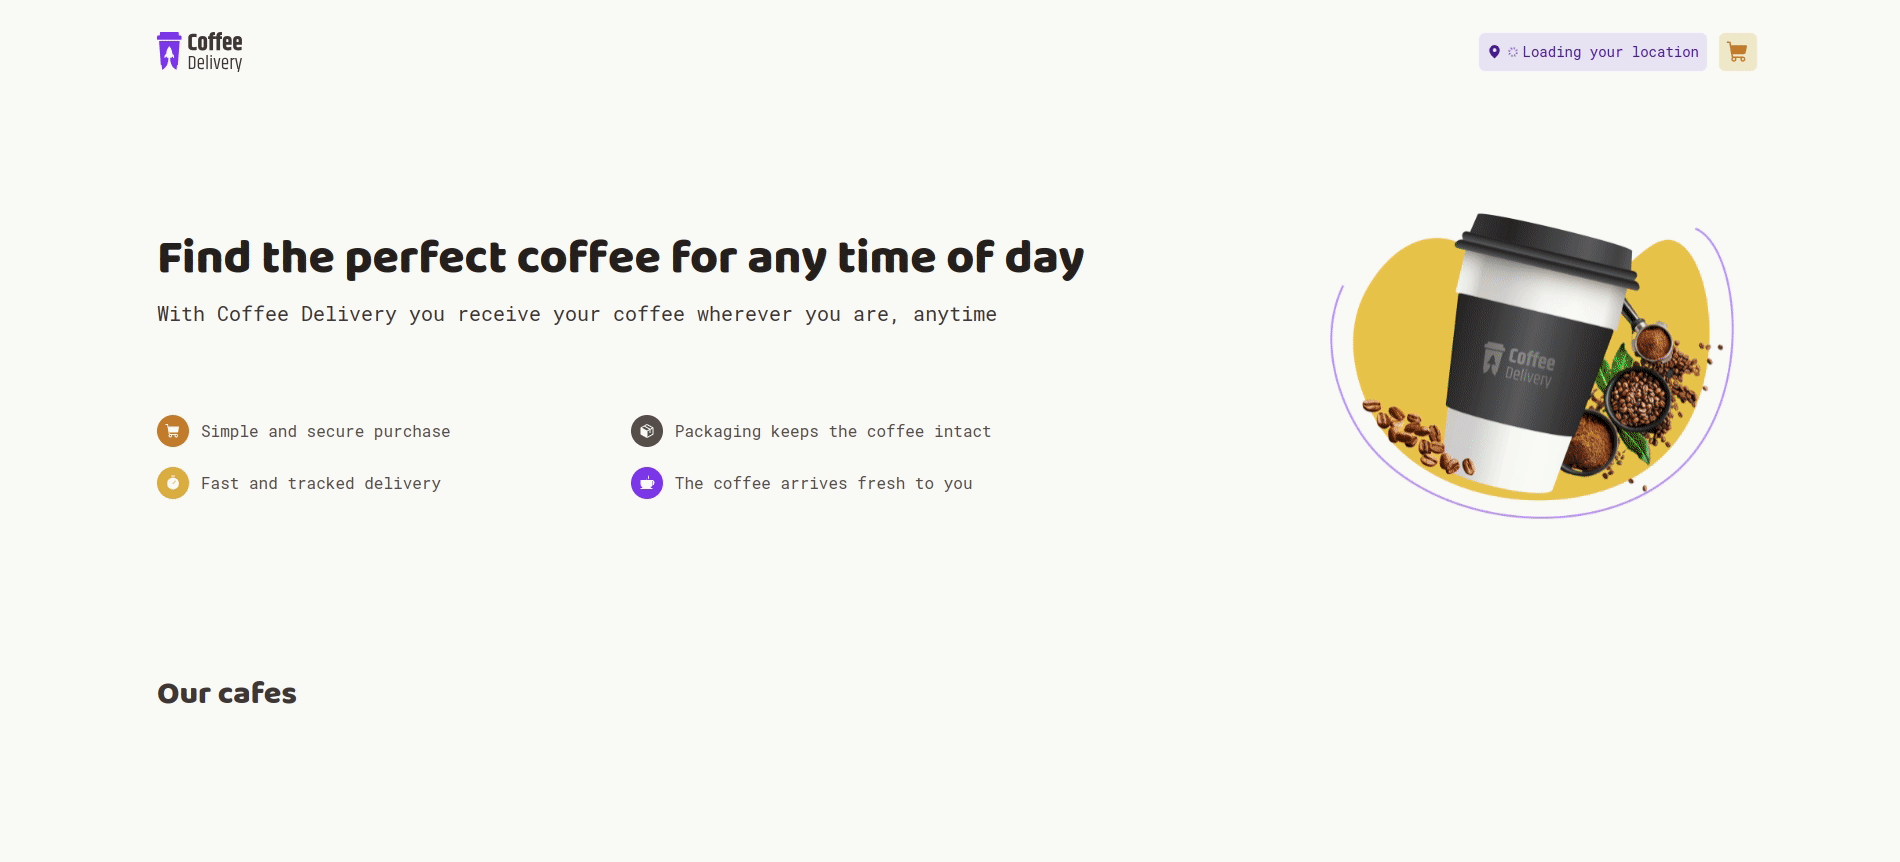 Coffee
Delivery
Loading your location
Find the perfect coffee for any time of day
With Coffee Delivery you receive your coffee wherever you are, anytime
Coffee
Delivery
Simple and secure purchase
Packaging keeps the coffee intact
Fast and tracked delivery
The coffee arrives fresh to you
Our cafes